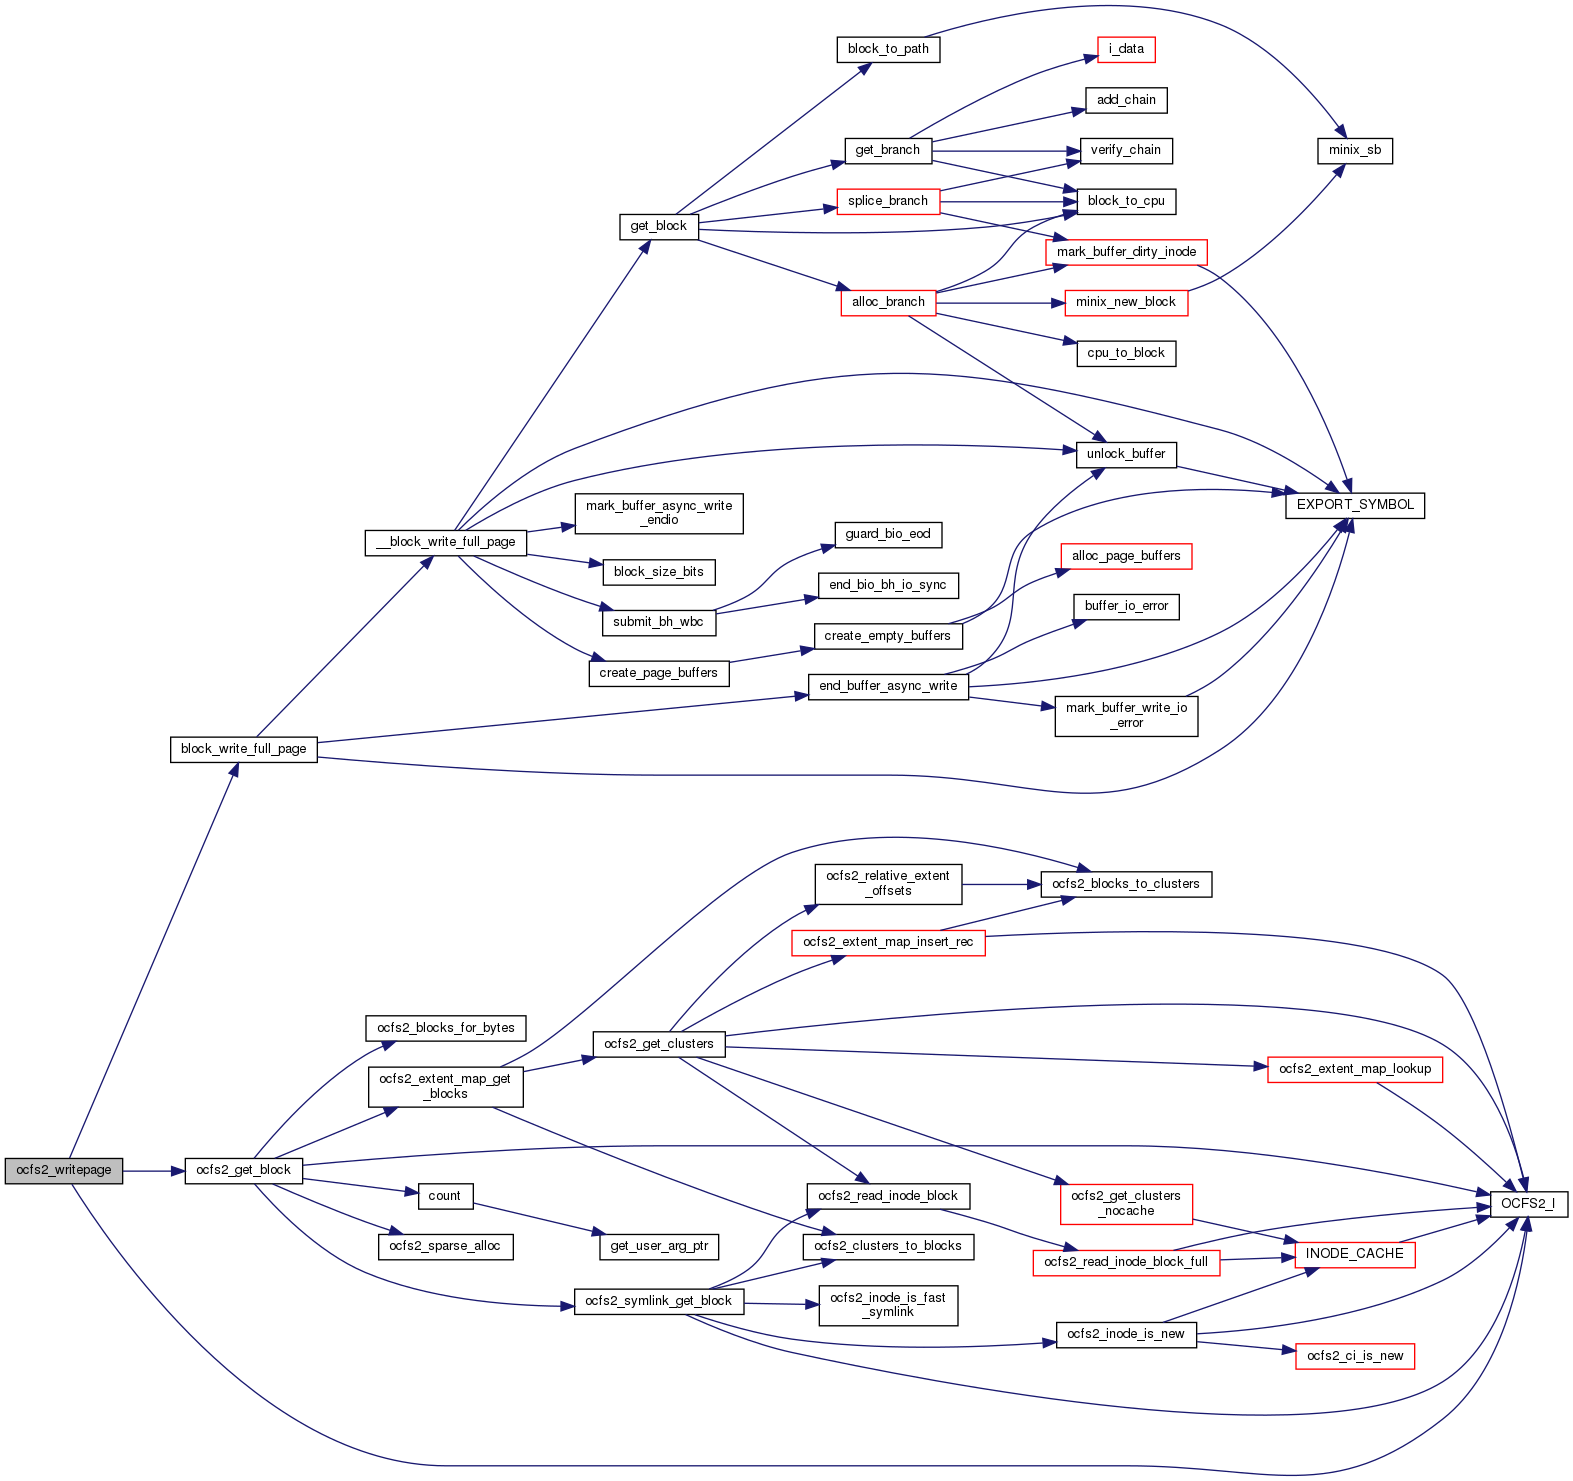 block_to_path
i_data
add_chain
get_branch
verify_chain
minix_sb
splice_branch
block_to_cpu
get_block
mark_buffer_dirty_inode
alloc_branch
minix_new_block
cpu_to_block
unlock_buffer
EXPORT_SYMBOL
mark_buffer_async_write
_endio
guard_bio_eod
__block_write_full_page
alloc_page_buffers
block_size_bits
end_bio_bh_io_sync
buffer_io_error
submit_bh_wbc
create_empty_buffers
create_page_buffers
end_buffer_async_write
mark_buffer_write_io
_error
block_write_full_page
ocfs2_relative_extent
_offsets
ocfs2_blocks_to_clusters
ocfs2_extent_map_insert_rec
ocfs2_blocks_for_bytes
ocfs2_get_clusters
ocfs2_extent_map_lookup
ocfs2_extent_map_get
_blocks
ocfs2_writepage
ocfs2_get_block
count
ocfs2_read_inode_block
ocfs2_get_clusters
_nocache
OCFS2_I
ocfs2_sparse_alloc
get_user_arg_ptr
ocfs2_clusters_to_blocks
ocfs2_read_inode_block_full
INODE_CACHE
ocfs2_symlink_get_block
ocfs2_inode_is_fast
_symlink
ocfs2_inode_is_new
ocfs2_ci_is_new